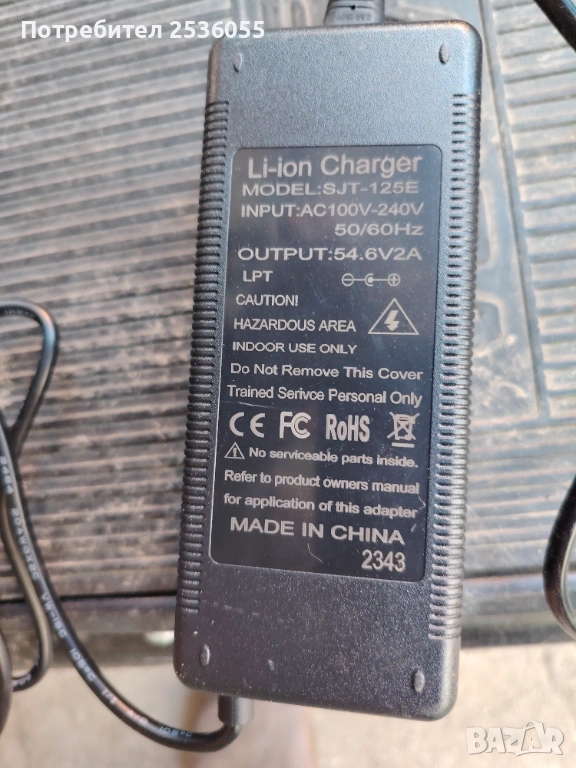 Потребител 2536055
Li-ion Charger
MODEL:SJT-125E
INPUT:AC100V-240V
50/60Hz
OUTPUT:54.6V2A
LPT
CAUTION!
HAZARDOUS AREA
INDOOR USE ONLY
Do Not Remove This Cover
Trained Serivce Personal Only
CE FC RoHS
No serviceable parts inside.
Refer to product owners manual
for application of this adapter
MADE IN CHINA
2343
BAZAR